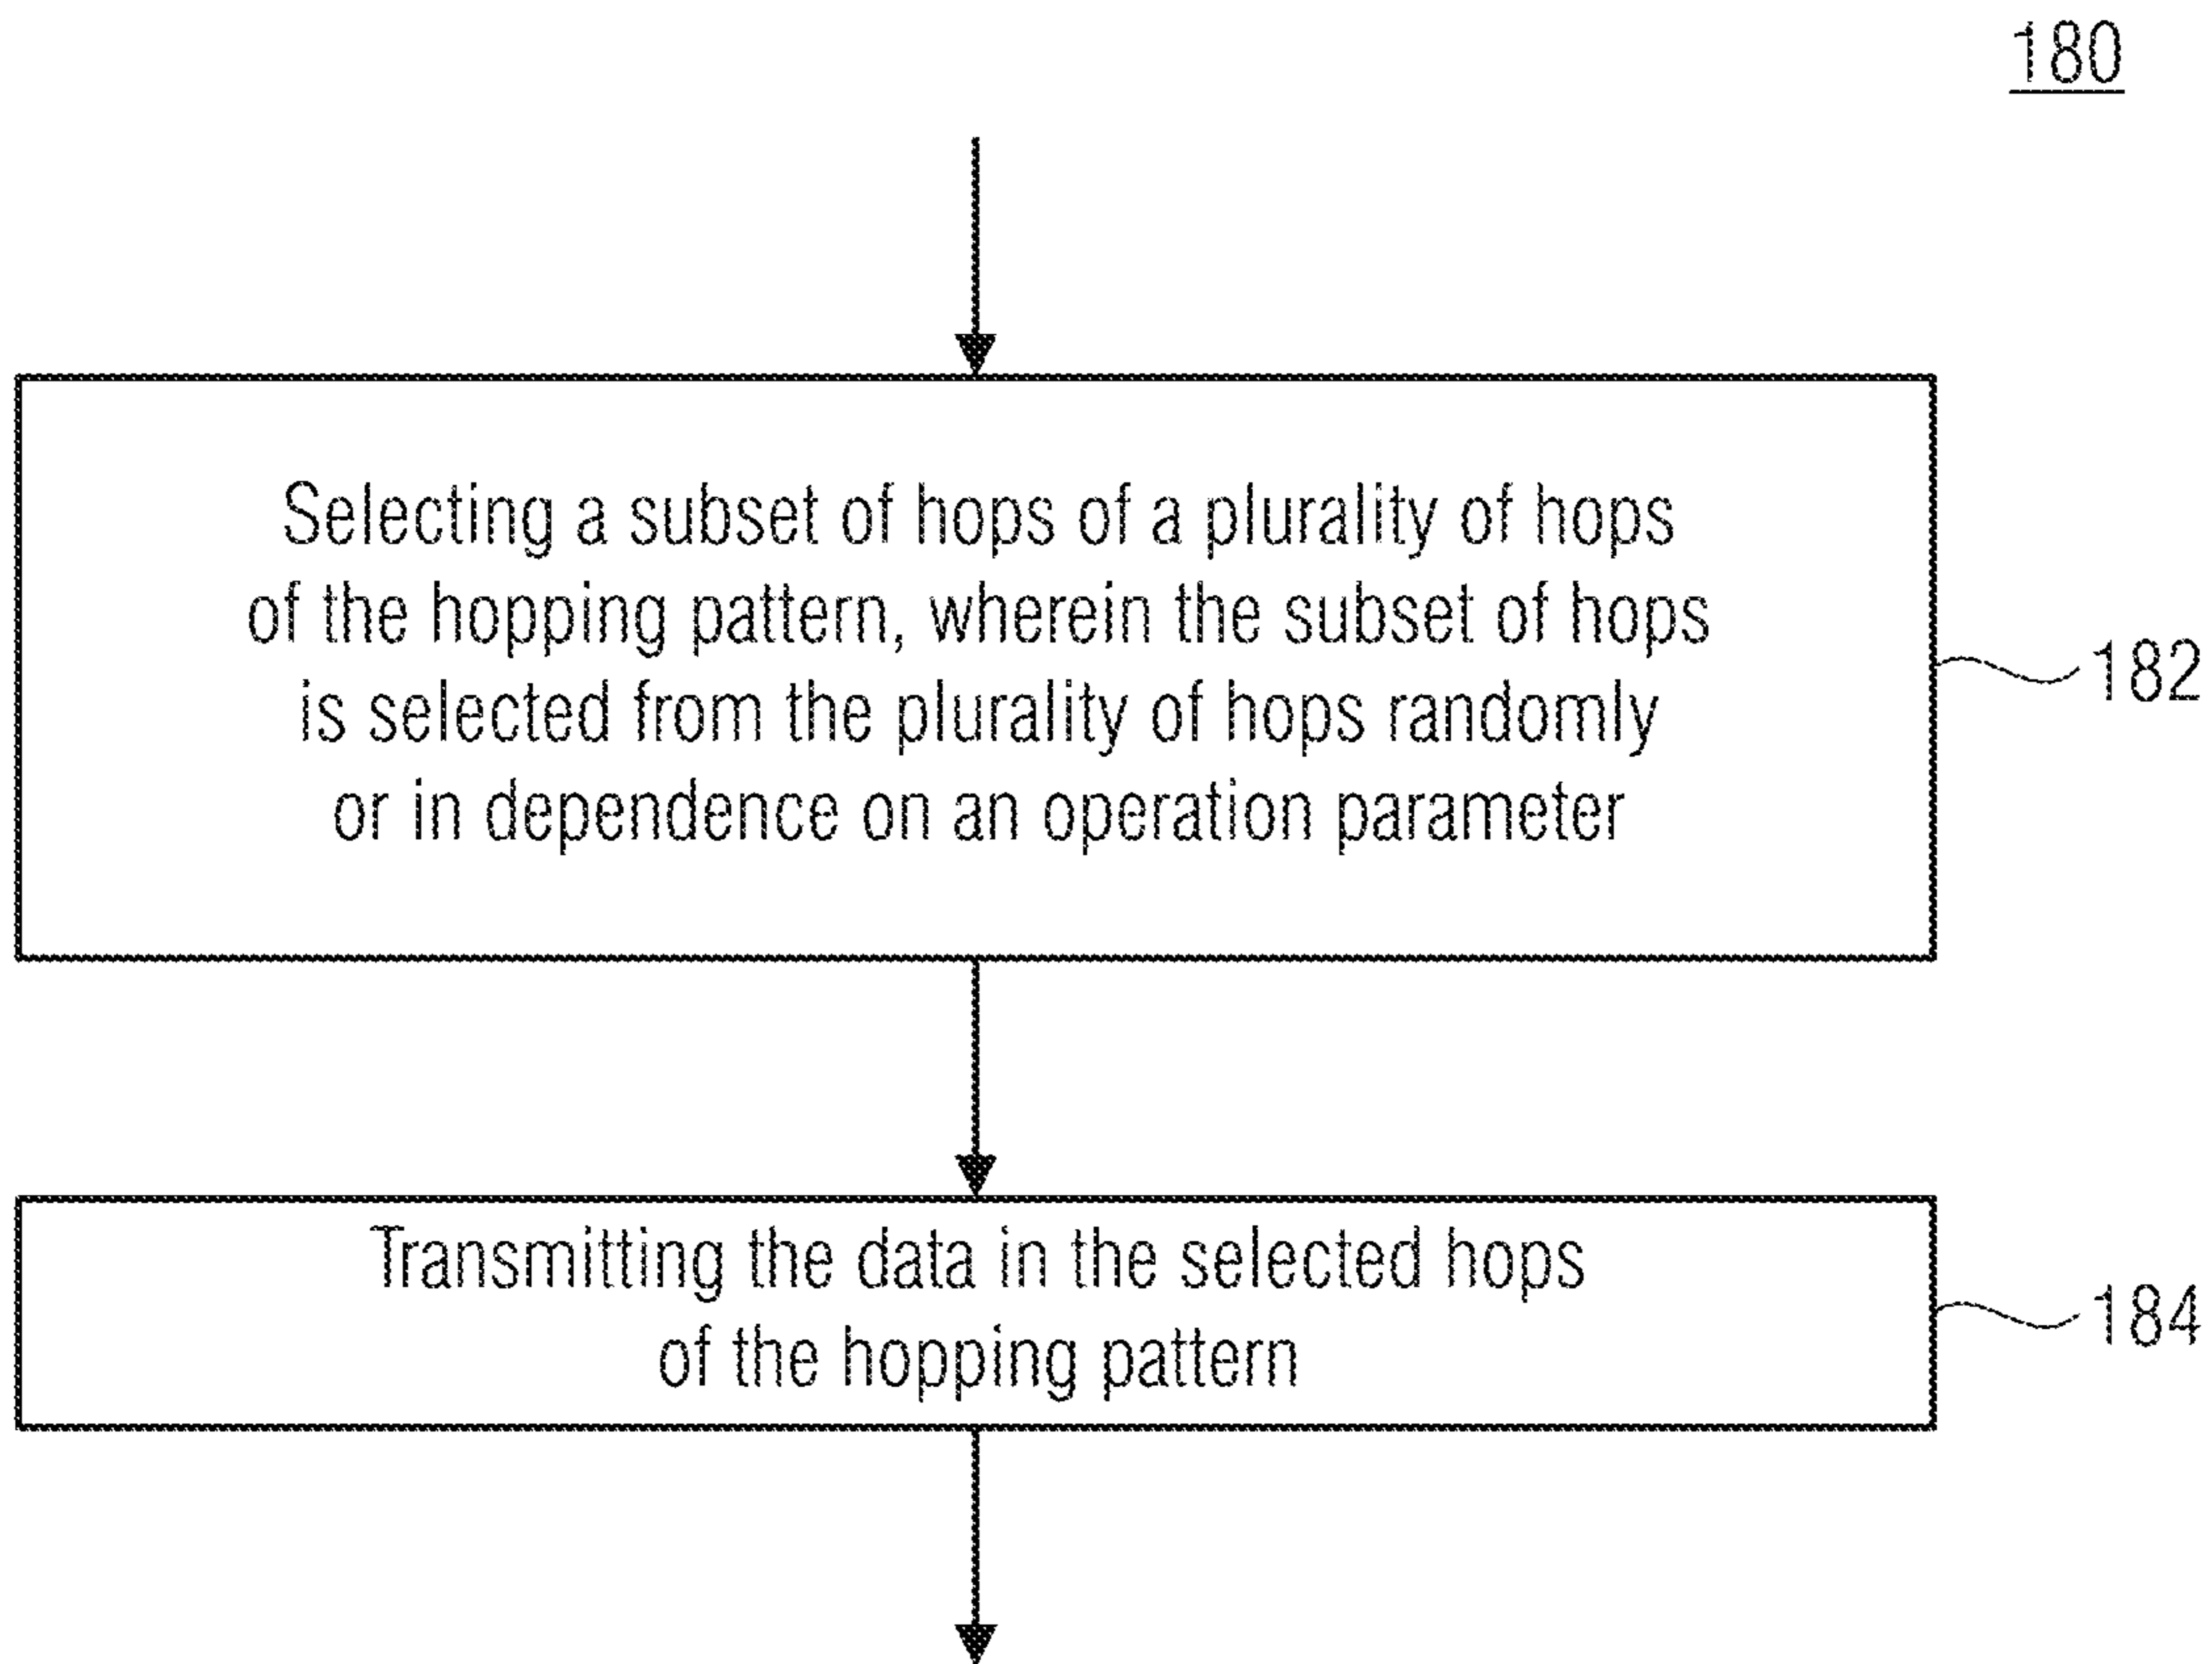 180
Selecting a subset of hops of a plurality of hops
of the hopping pattern, wherein the subset of hops
is selected from the plurality of hops randomly
or in dependence on an operation parameter
182
Transmitting the data in the selected hops
of the hopping pattern
184